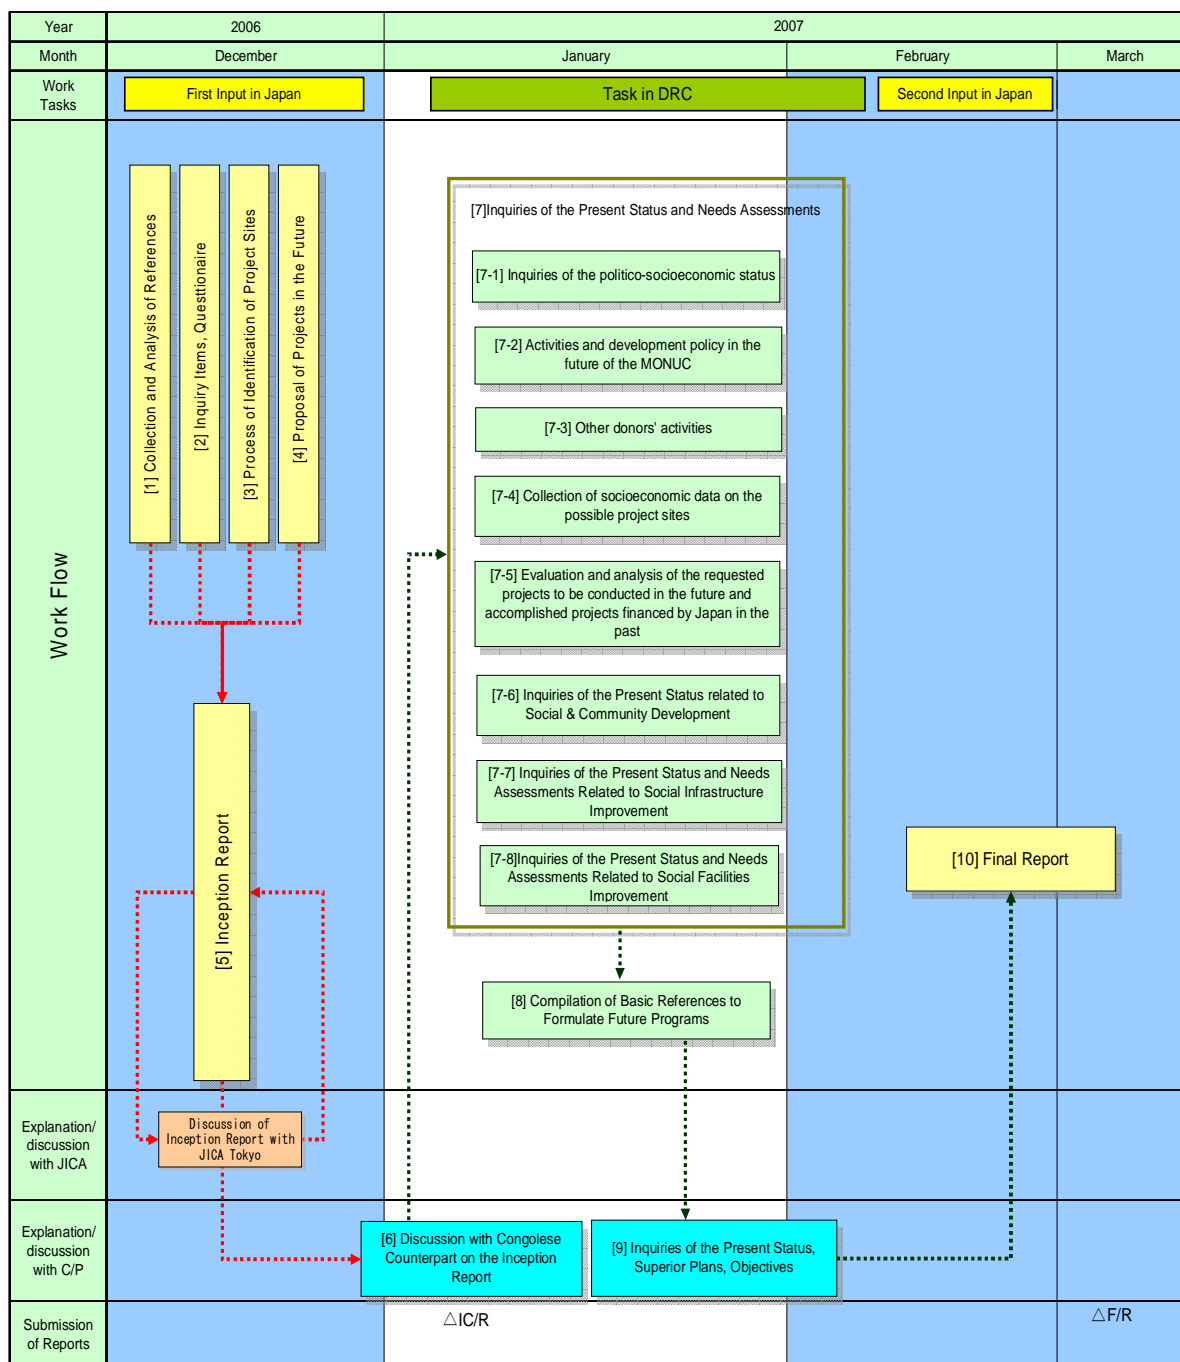 Year
2006
2007
Month
December
January
February
March
Work
Tasks
First Input in Japan
Task in DRC
Second Input in Japan
Work Flow
[1] Collection and Analysis of References
[2] Inquiry Items, Questionaire
[3] Process of Identification of Project Sites
[4] Proposal of Projects in the Future
[7]Inquiries of the Present Status and Needs Assessments
[7-1] Inquiries of the politico-socioeconomic status
[7-2] Activities and development policy in the
future of the MONUC
[7-3] Other donors' activities
[7-4] Collection of socioeconomic data on the
possible project sites
[7-5] Evaluation and analysis of the requested
projects to be conducted in the future and
accomplished projects financed by Japan in the
past
[7-6] Inquiries of the Present Status related to
Social & Community Development
[7-7] Inquiries of the Present Status and Needs
Assessments Related to Social Infrastructure
Improvement
[7-8]Inquiries of the Present Status and Needs
Assessments Related to Social Facilities
Improvement
[5] Inception Report
[10] Final Report
[8] Compilation of Basic References to
Formulate Future Programs
Explanation/
discussion
with JICA
Discussion of
Inception Report with
JICA Tokyo
Explanation/
discussion
with C/P
[6] Discussion with Congolese
Counterpart on the Inception
Report
[9] Inquiries of the Present Status,
Superior Plans, Objectives
Submission
of Reports
△IC/R
△F/R